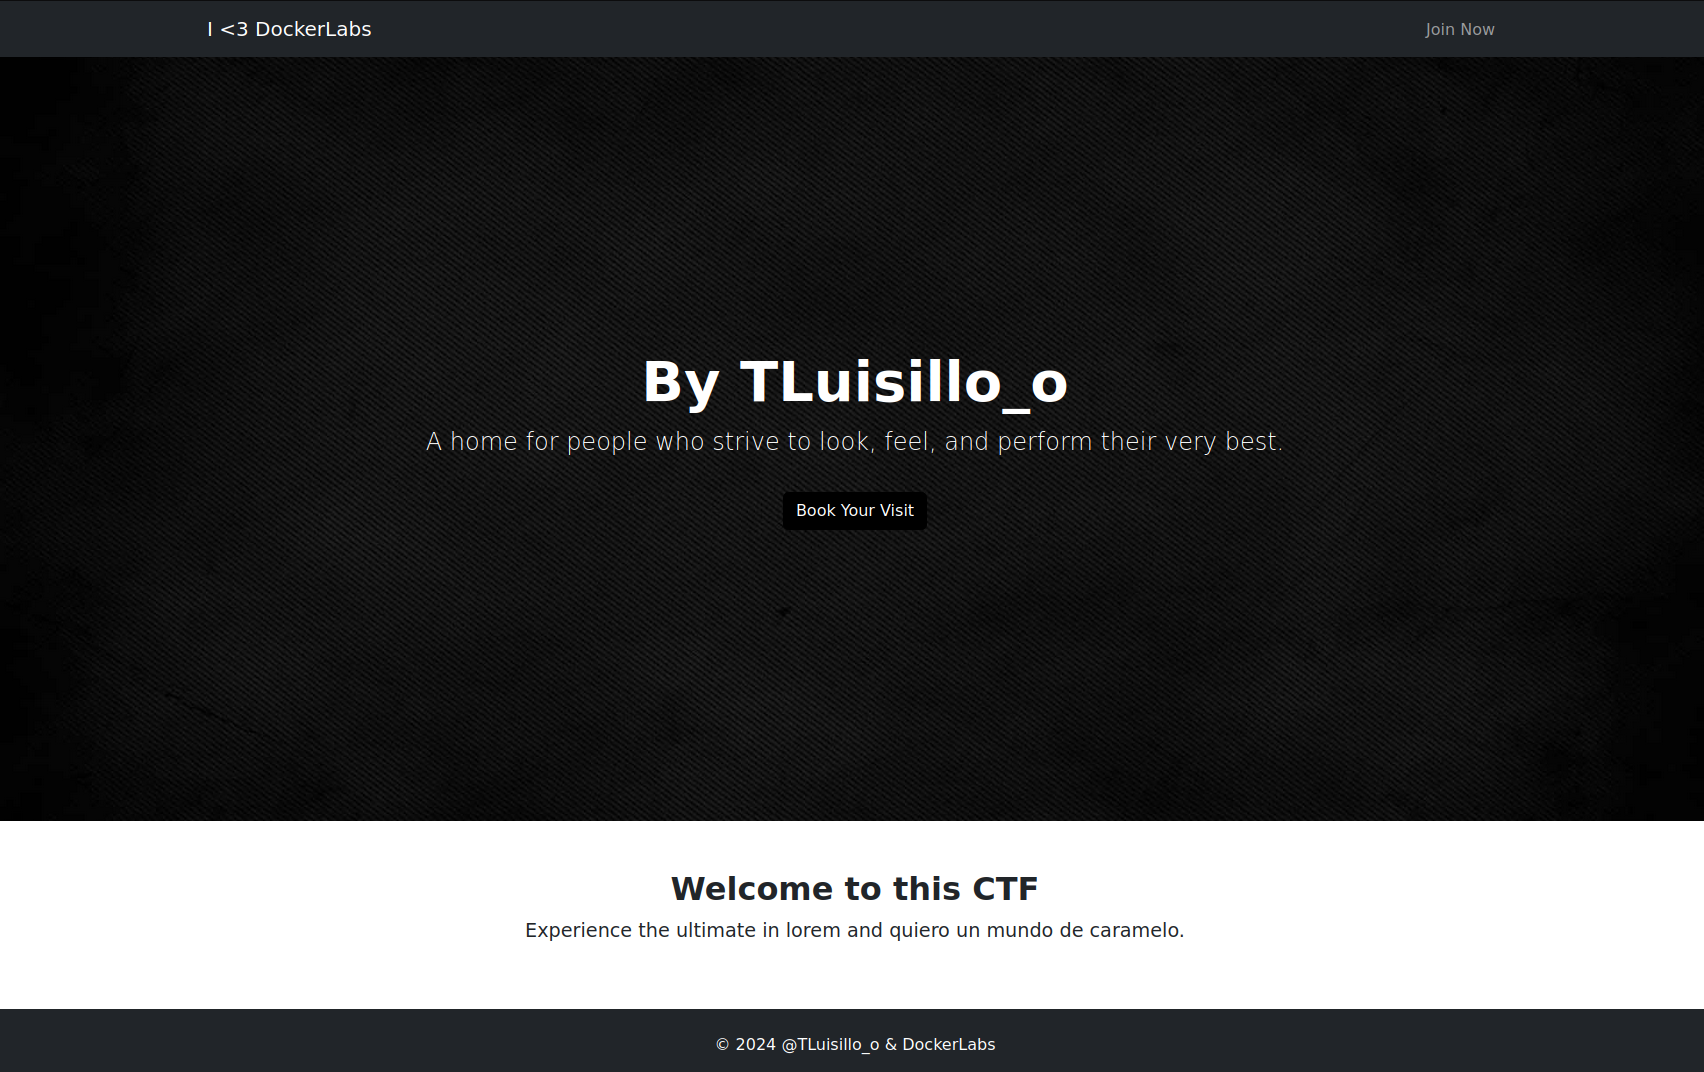 I <3 DockerLabs
Join Now
By TLuisillo_o
A home for people who strive to look, feel, and perform their very best.
Book Your Visit
Welcome to this CTF
Experience the ultimate in lorem and quiero un mundo de caramelo.
© 2024 @TLuisillo_o & DockerLabs